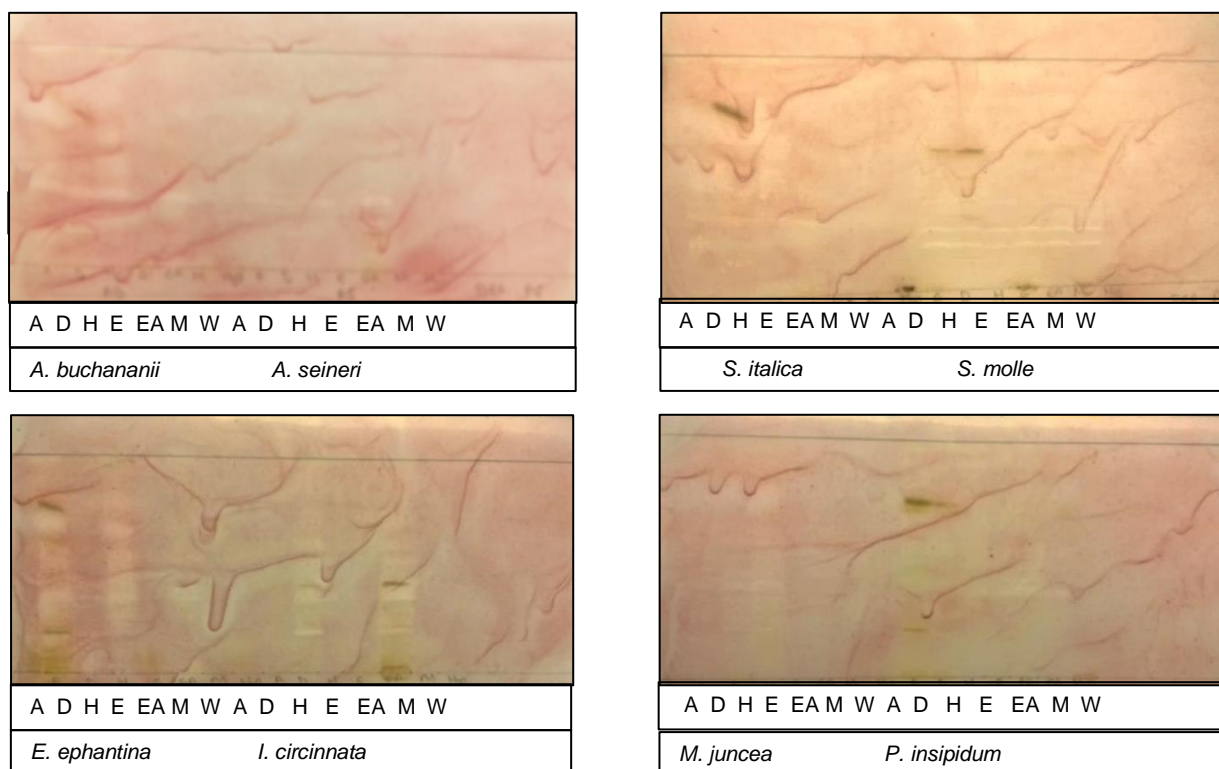 A D H E EA M W A D H E EA M W
A. buchananii A. seineri
A D H E EA M W A D H E EA M W
S. italica S. molle
A D H E EA M W A D H E EA M W
E. ephantina I. circinnata
A D H E EA M W A D H E EA M W
M. juncea P. insipidum